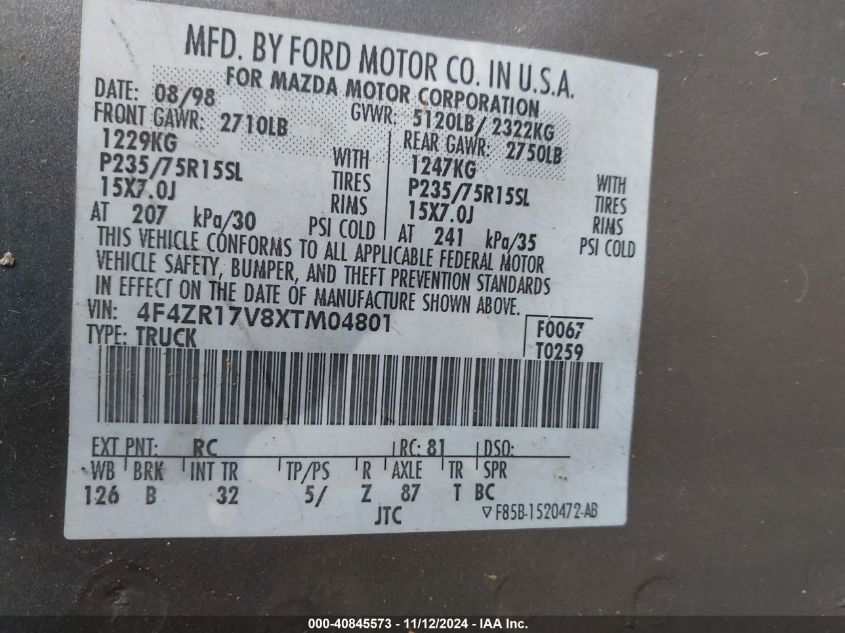 MFD. BY FORD MOTOR CO. IN U.S.A.
FOR MAZDA MOTOR CORPORATION
DATE: 08/98 GVWR: 5120LB/ 2322KG
FRONT GAWR: 2710LB REAR GAWR: 2750LB
1229KG WITH 1247KG WITH
P235/75R15SL TIRES P235/75R15SL TIRES
15X7.0J RIMS 15X7.0J RIMS
AT 207 kPa/30 PSI COLD AT 241 kPa/35 PSI COLD
THIS VEHICLE CONFORMS TO ALL APPLICABLE FEDERAL MOTOR
VEHICLE SAFETY, BUMPER, AND THEFT PREVENTION STANDARDS
IN EFFECT ON THE DATE OF MANUFACTURE SHOWN ABOVE.
VIN: 4F4ZR17V8XTM04801 F0067
TYPE: TRUCK T0259
EXT PNT: RC RC: 81 DSO:
WB BRK INT TR TP/PS R AXLE TR SPR
126 B 32 5/ Z 87 T BC
JTC ▽ F85B-1520472-AB
000-40845573 - 11/12/2024 - IAA Inc.